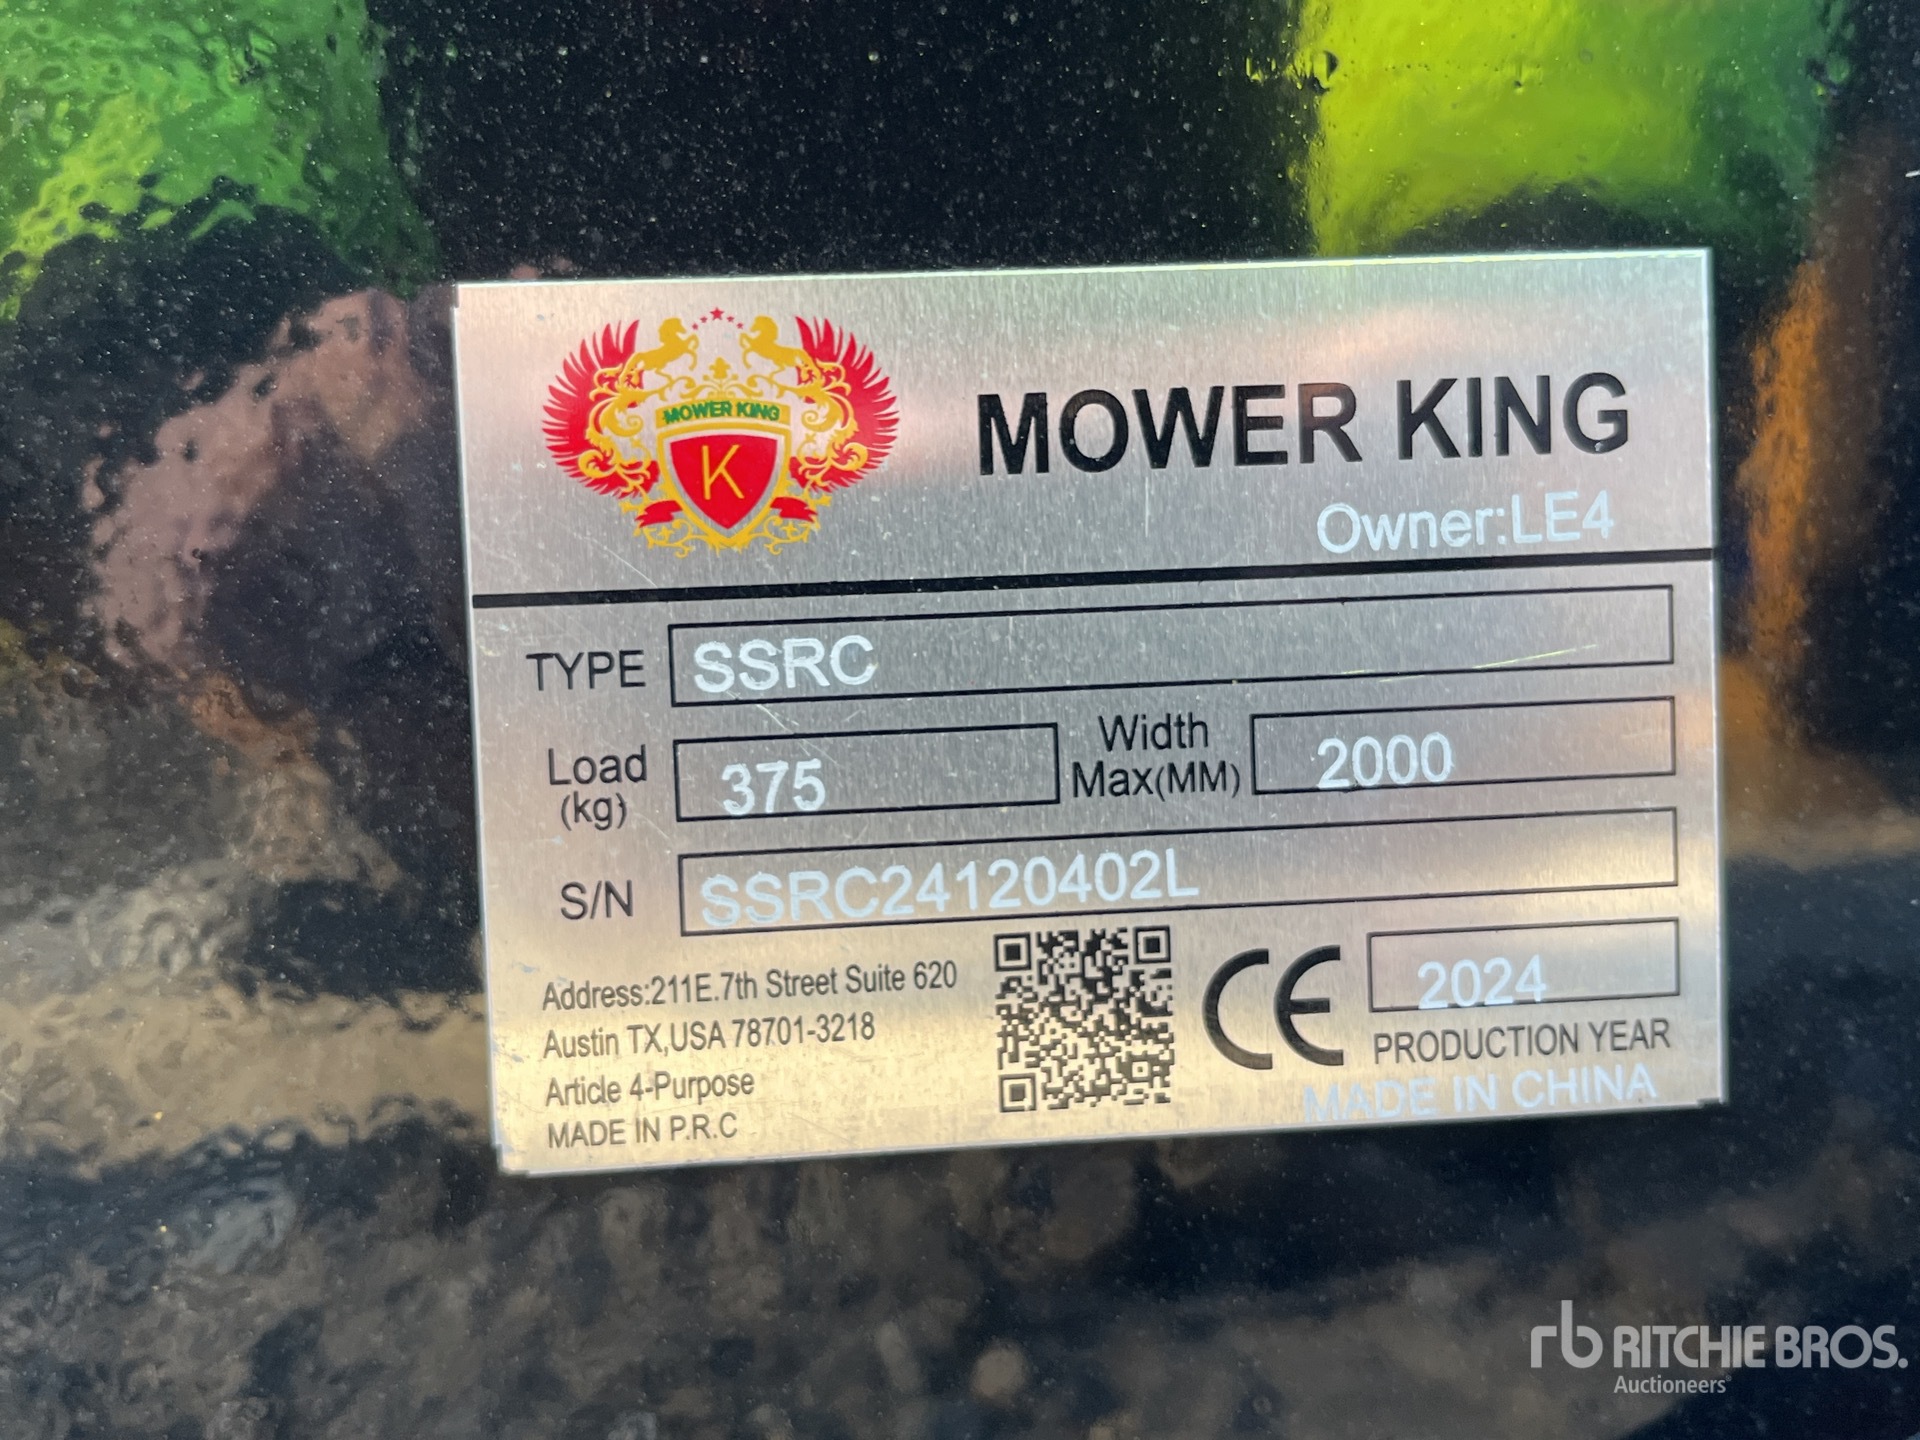 MOWER KING
K
MOWER KING
Owner:LE4
TYPE SSRC
Load (kg) 375 Width Max(MM) 2000
S/N SSRC24120402L
Address:211E.7th Street Suite 620
Austin TX,USA 78701-3218
Article 4-Purpose
MADE IN P.R.C
CE
2024
PRODUCTION YEAR
MADE IN CHINA
rb RITCHIE BROS.
Auctioneers